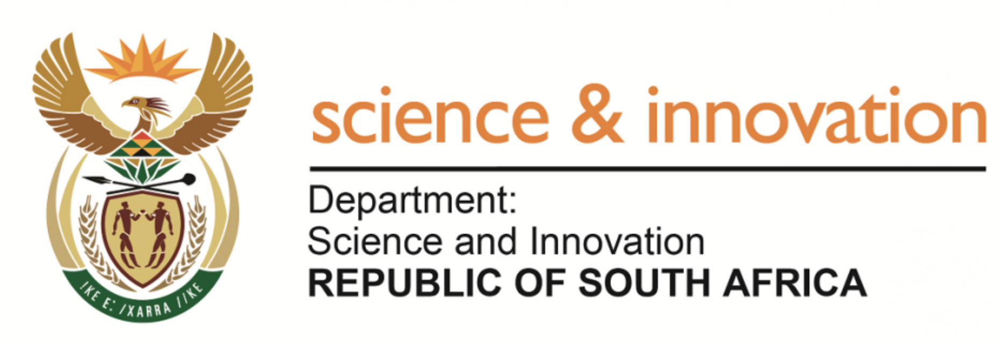 !KE E: /XARRA //KE
science & innovation
Department:
Science and Innovation
REPUBLIC OF SOUTH AFRICA